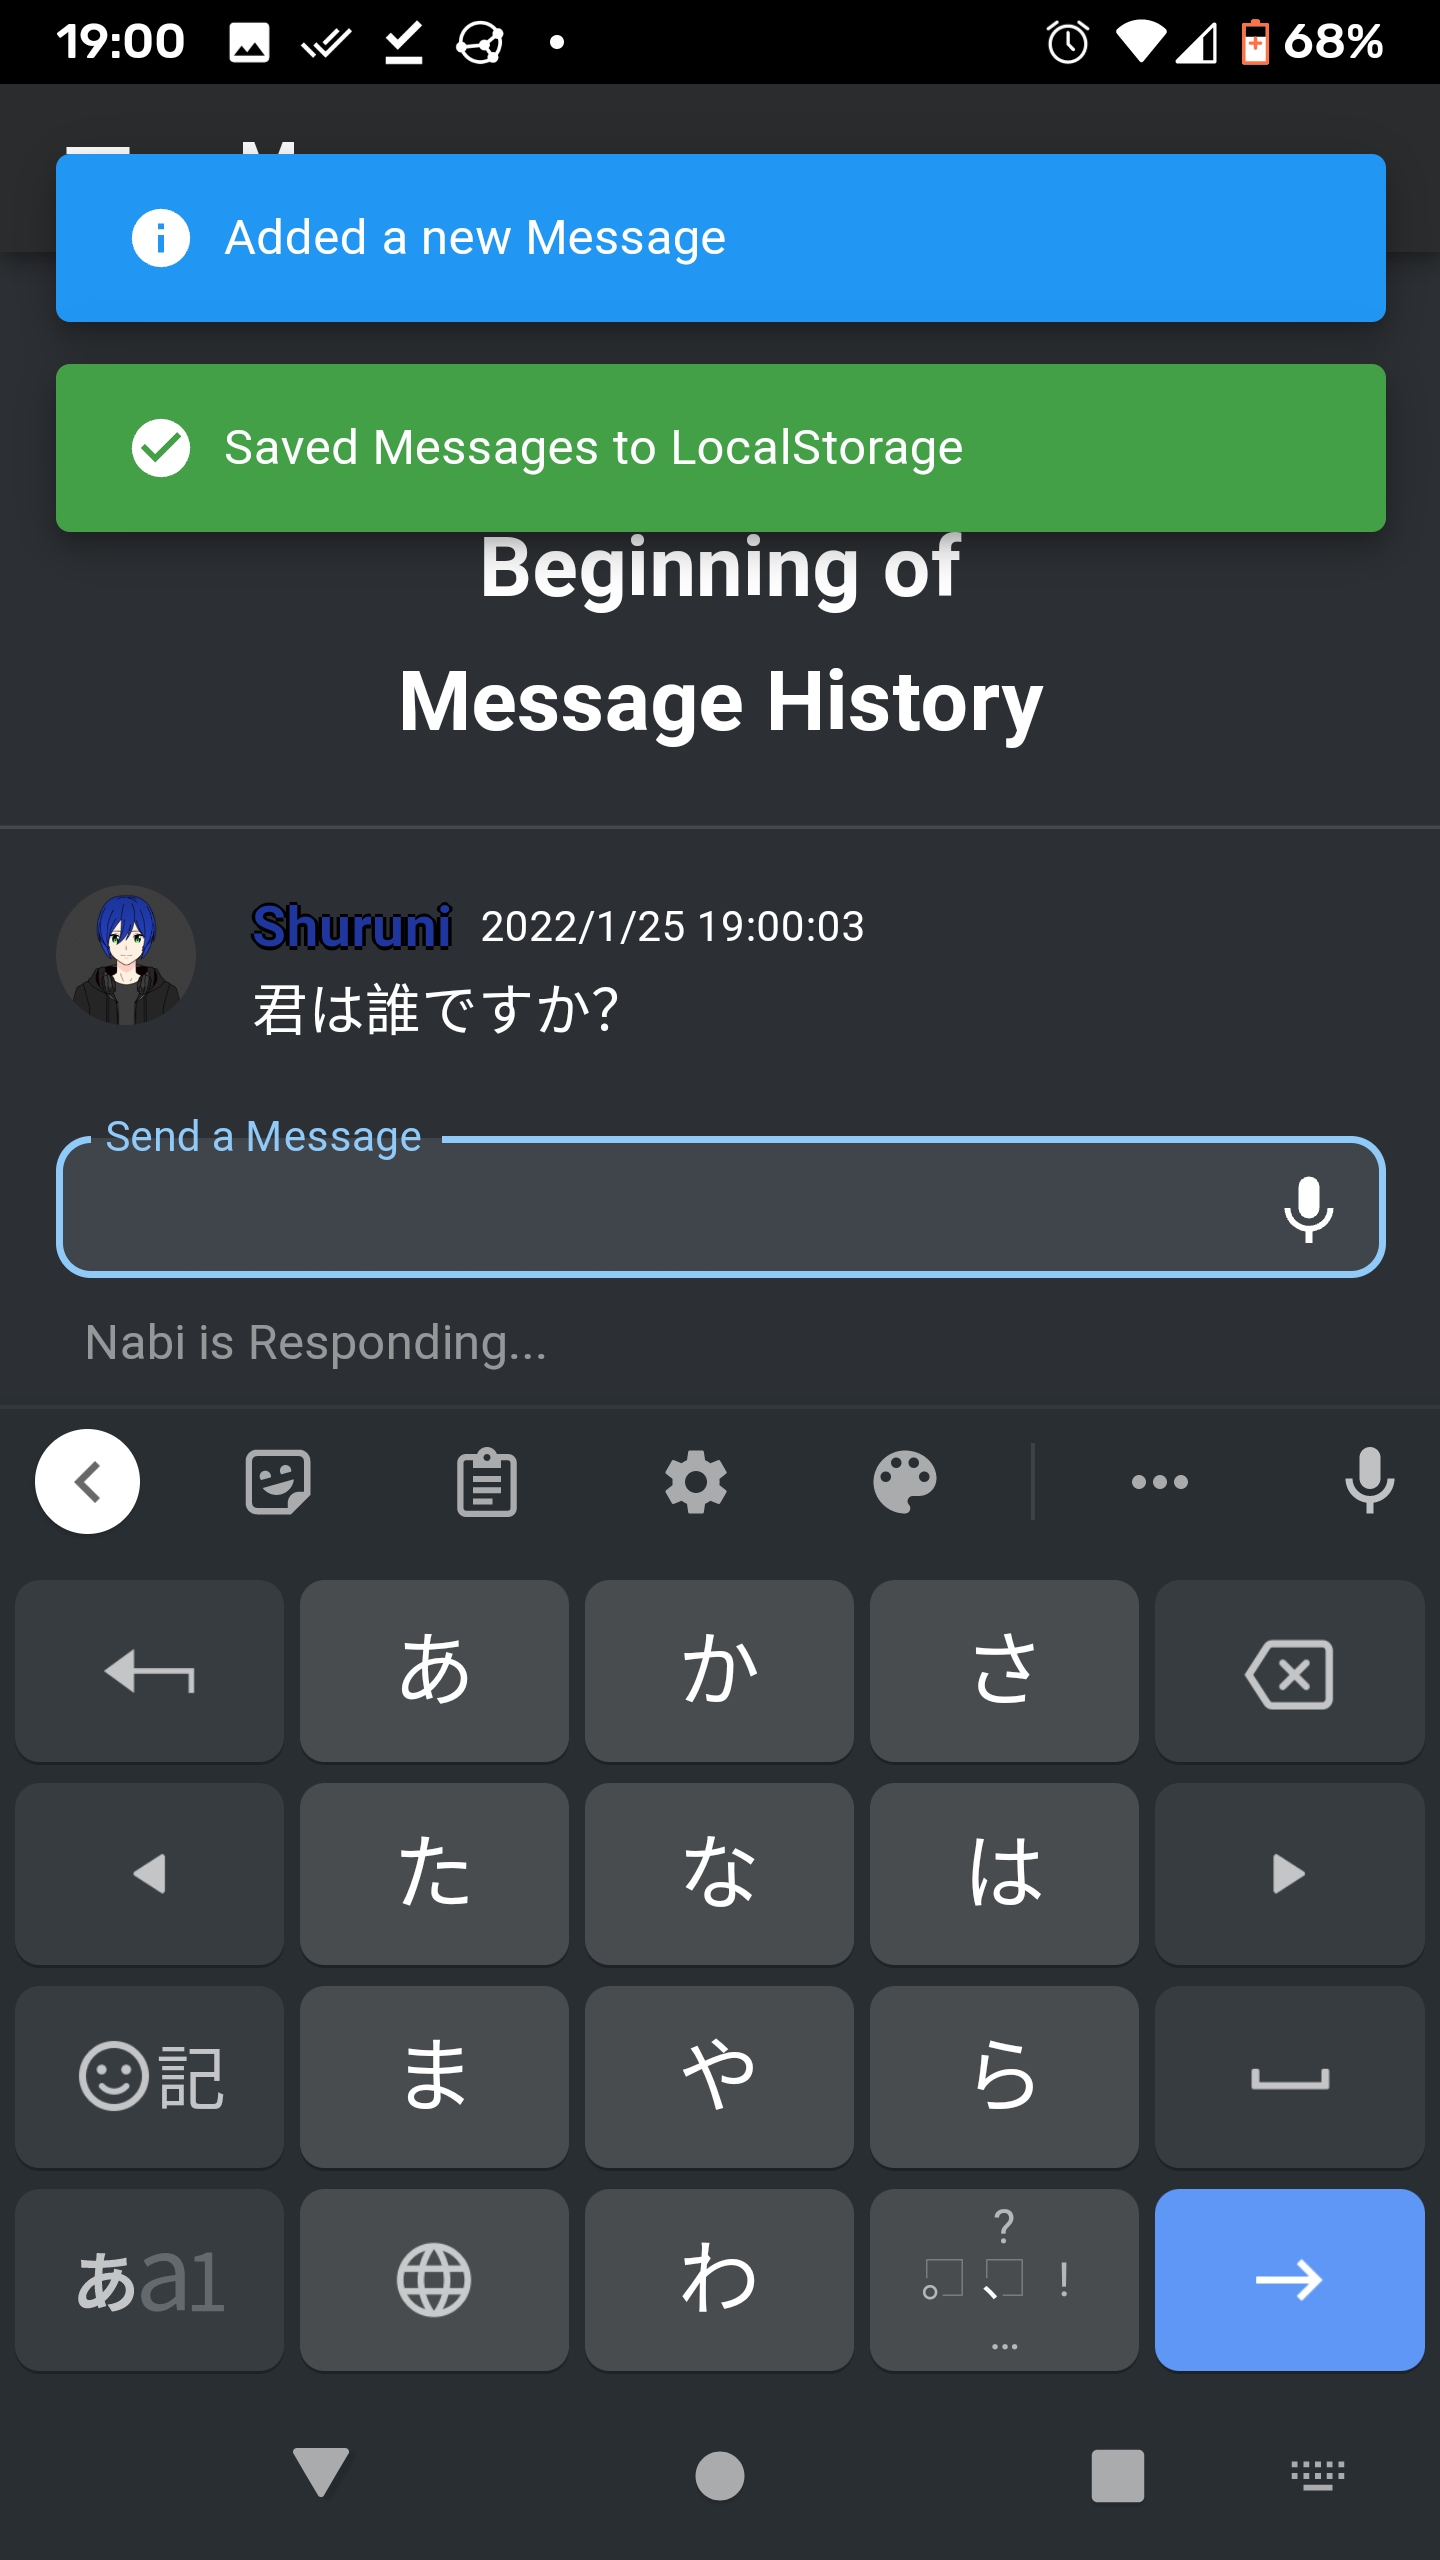 19:00 68%
Added a new Message
Saved Messages to LocalStorage
Beginning of
Message History
Shuruni 2022/1/25 19:00:03
君は誰ですか?
Send a Message
Nabi is Responding...
あ か さ
た な は
記 ま や ら
あa1 わ 。、?!…